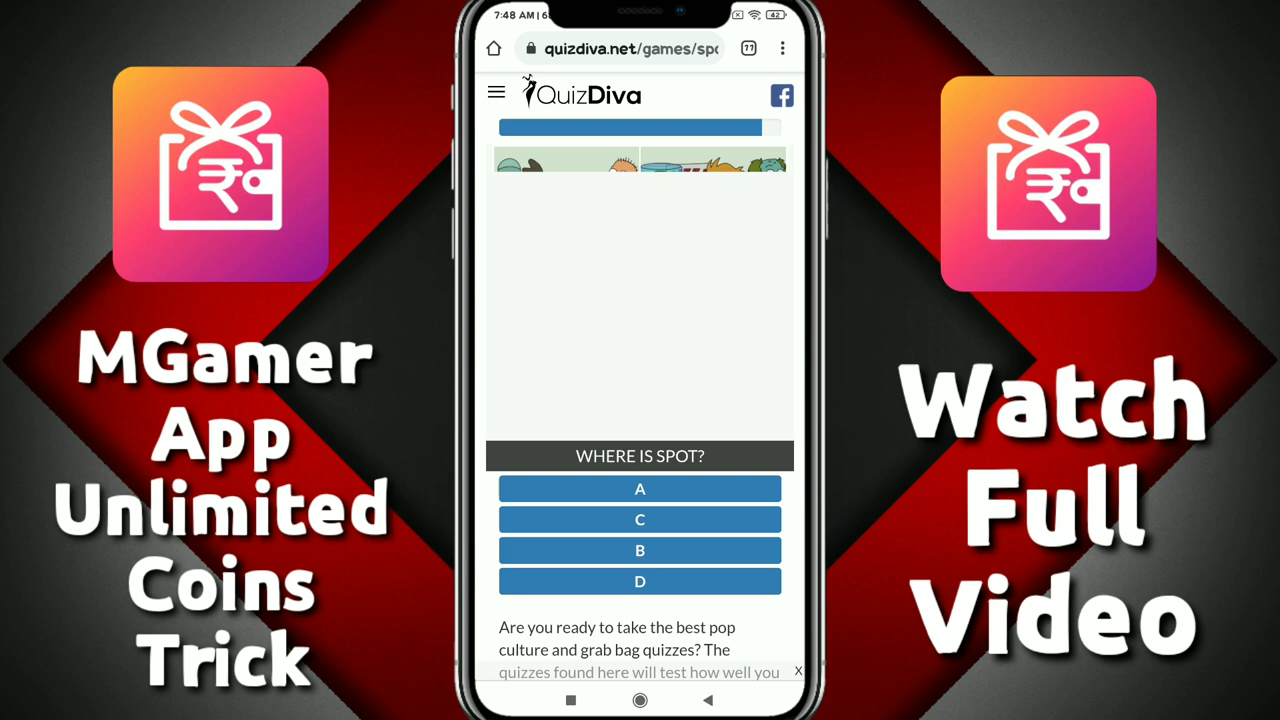 MGamer
App
Unlimited
Coins
Trick
7:48 AM
42
quizdiva.net/games/spo
77
QuizDiva
WHERE IS SPOT?
A
C
B
D
Are you ready to take the best pop
culture and grab bag quizzes? The
quizzes found here will test how well you
X
Watch
Full
Video